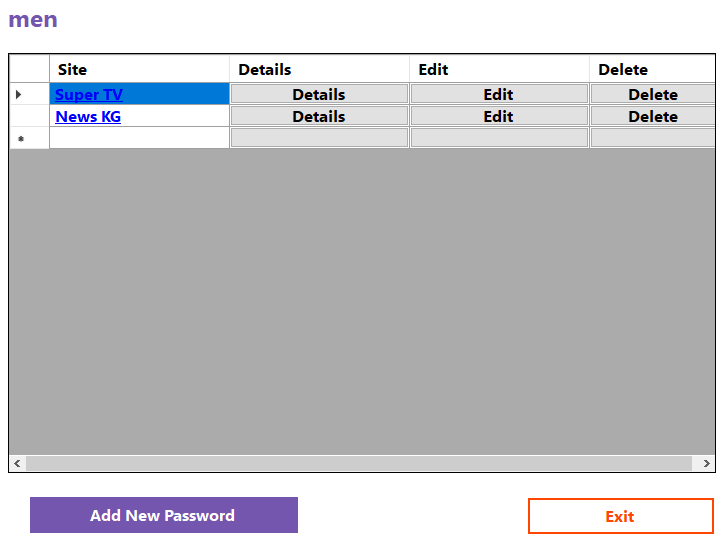 men
Site Details Edit Delete
Super TV Details Edit Delete
News KG Details Edit Delete
Add New Password Exit